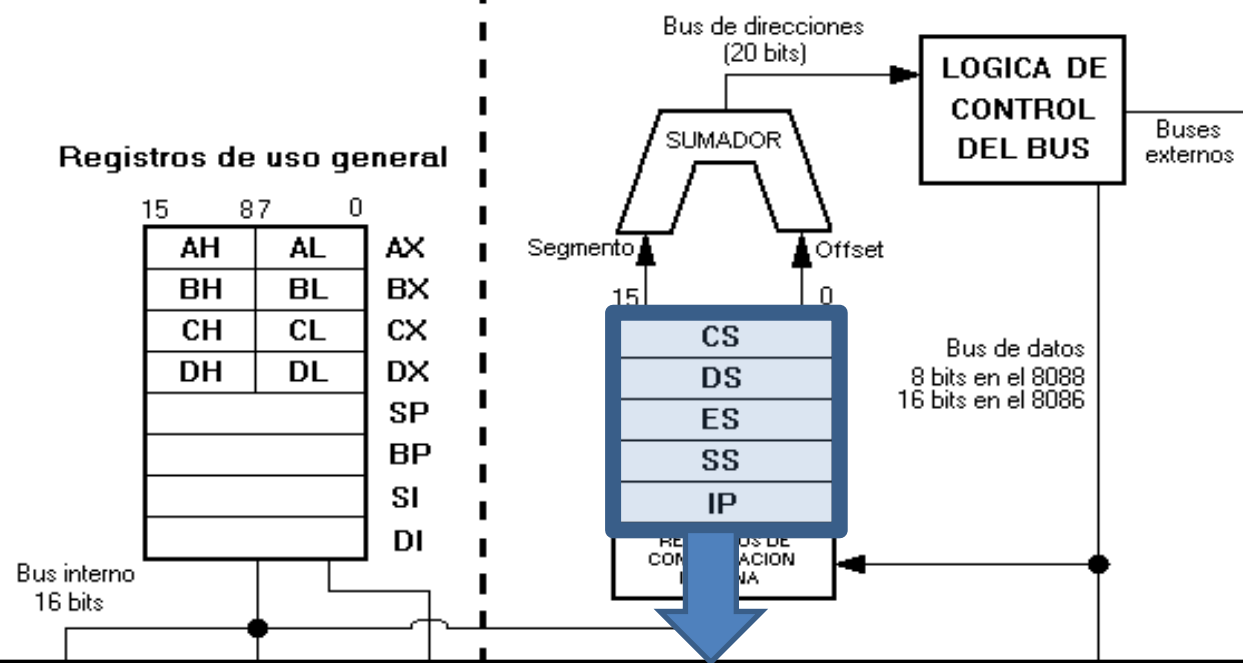 Registros de uso general
15 8 7 0
AH AL AX
BH BL BX
CH CL CX
DH DL DX
SP
BP
SI
DI
Bus interno
16 bits
Bus de direcciones
(20 bits)
SUMADOR
LOGICA DE
CONTROL
DEL BUS
Buses
externos
Segmento
Offset
15 0
CS
DS
ES
SS
IP
DE
Bus de datos
8 bits en el 8088
16 bits en el 8086